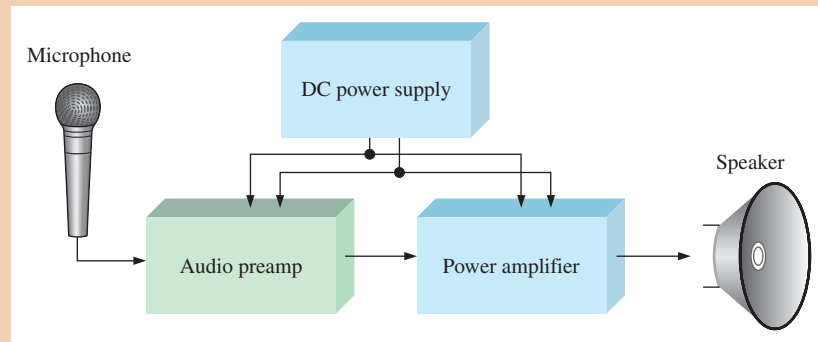 Microphone
DC power supply
Speaker
Audio preamp
Power amplifier